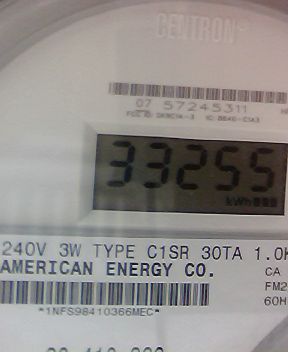 CENTRON®
07 57245311
33255
kWh
240V 3W TYPE C1SR 30TA 1.0K
AMERICAN ENERGY CO.
CA
FM2
60H
*1NFS98410366MEC*